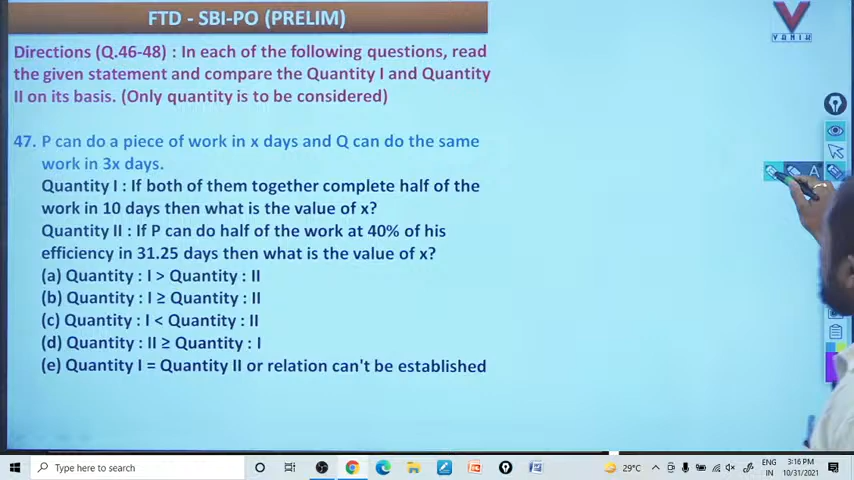 FTD - SBI-PO (PRELIM)
VANIK
Directions (Q.46-48) : In each of the following questions, read
the given statement and compare the Quantity I and Quantity
II on its basis. (Only quantity is to be considered)
47. P can do a piece of work in x days and Q can do the same
work in 3x days.
Quantity I : If both of them together complete half of the
work in 10 days then what is the value of x?
Quantity II : If P can do half of the work at 40% of his
efficiency in 31.25 days then what is the value of x?
(a) Quantity : I > Quantity : II
(b) Quantity : I ≥ Quantity : II
(c) Quantity : I < Quantity : II
(d) Quantity : II ≥ Quantity : I
(e) Quantity I = Quantity II or relation can't be established
A
Type here to search
29°C
ENG
IN
3:16 PM
10/31/2021